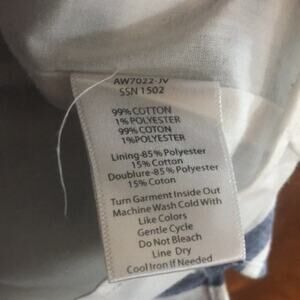 AW7022-JV
SSN 1502
99% COTTON
1% POLYESTER
99% COTON
1%POLYESTER
Lining-85% Polyester
15% Cotton
Doublure-85% Polyester
15% Coton
Turn Garment Inside Out
Machine Wash Cold With
Like Colors
Gentle Cycle
Do Not Bleach
Line Dry
Cool Iron If Needed